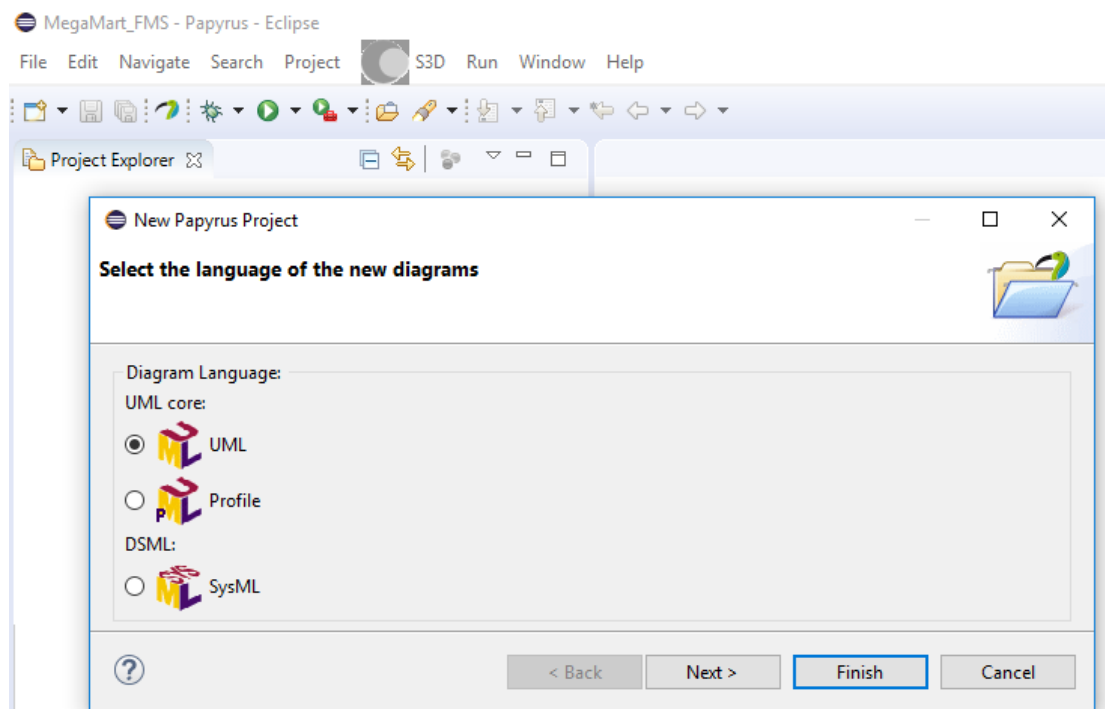 MegaMart_FMS - Papyrus - Eclipse
File Edit Navigate Search Project S3D Run Window Help
Project Explorer
New Papyrus Project
Select the language of the new diagrams
Diagram Language:
UML core:
UML
Profile
DSML:
SysML
< Back Next > Finish Cancel